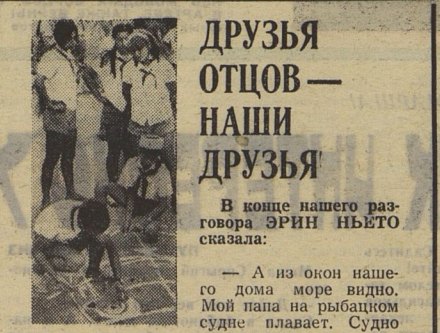 ДРУЗЬЯ
ОТЦОВ —
НАШИ
ДРУЗЬЯ
В конце нашего раз-
говора ЭРИН НЬЕТО
сказала:
— А из окон наше-
го дома море видно.
Мой папа на рыбацком
судне плавает. Судно